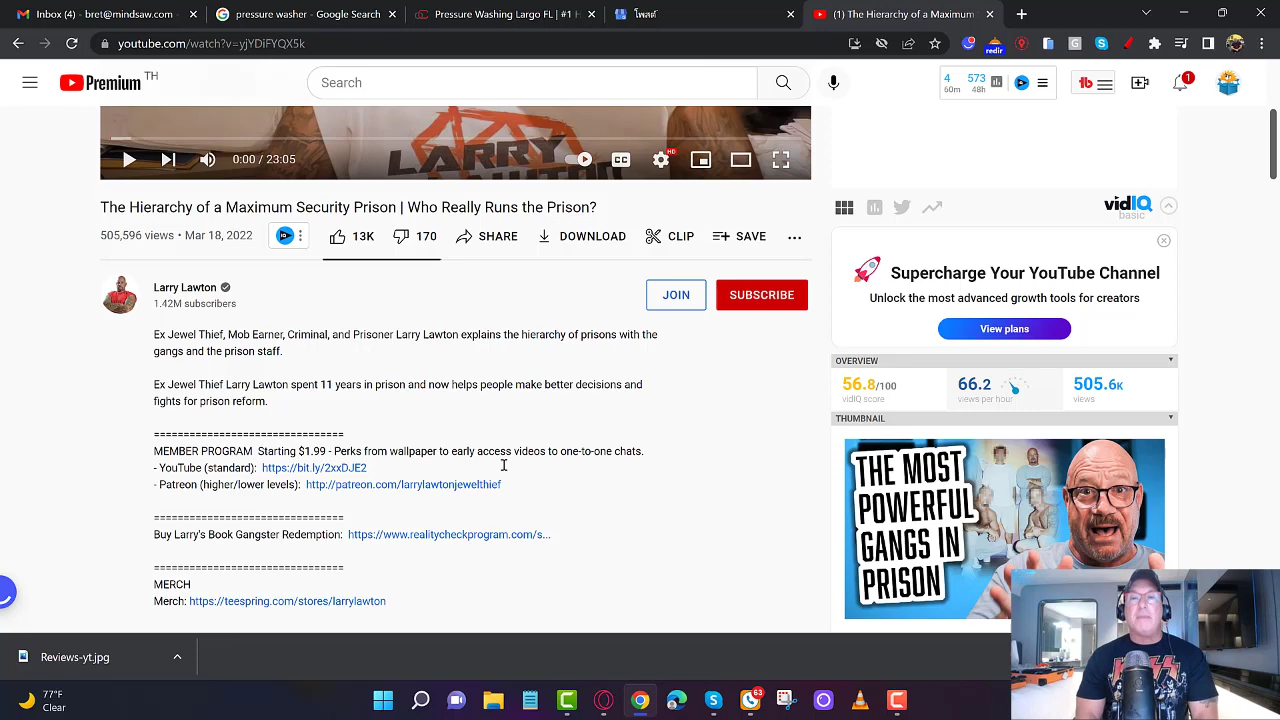 Inbox (4) - bret@mindsaw.com -
pressure washer - Google Search
Pressure Washing Largo FL | #1 H
(1) The Hierarchy of a Maximum S
youtube.com/watch?v=yjYDiFYQX5k
redir
Premium TH
Search
4 573
60m 48h
1
LARRY
0:00 / 23:05
CC
HD
The Hierarchy of a Maximum Security Prison | Who Really Runs the Prison?
505,596 views • Mar 18, 2022
13K
170
SHARE
DOWNLOAD
CLIP
SAVE
Larry Lawton
1.42M subscribers
JOIN
SUBSCRIBE
Ex Jewel Thief, Mob Earner, Criminal, and Prisoner Larry Lawton explains the hierarchy of prisons with the
gangs and the prison staff.
Ex Jewel Thief Larry Lawton spent 11 years in prison and now helps people make better decisions and
fights for prison reform.
================================
MEMBER PROGRAM Starting $1.99 - Perks from wallpaper to early access videos to one-to-one chats.
- YouTube (standard): https://bit.ly/2xxDJE2
- Patreon (higher/lower levels): http://patreon.com/larrylawtonjewelthief
================================
Buy Larry's Book Gangster Redemption: https://www.realitycheckprogram.com/s...
================================
MERCH
Merch: https://teespring.com/stores/larrylawton
vidIQ
basic
Supercharge Your YouTube Channel
Unlock the most advanced growth tools for creators
View plans
OVERVIEW
56.8/100
vidIQ score
66.2
views per hour
505.6K
views
THUMBNAIL
THE MOST
POWERFUL
GANGS IN
PRISON
Reviews-yt.jpg
77°F
Clear
63
KISS